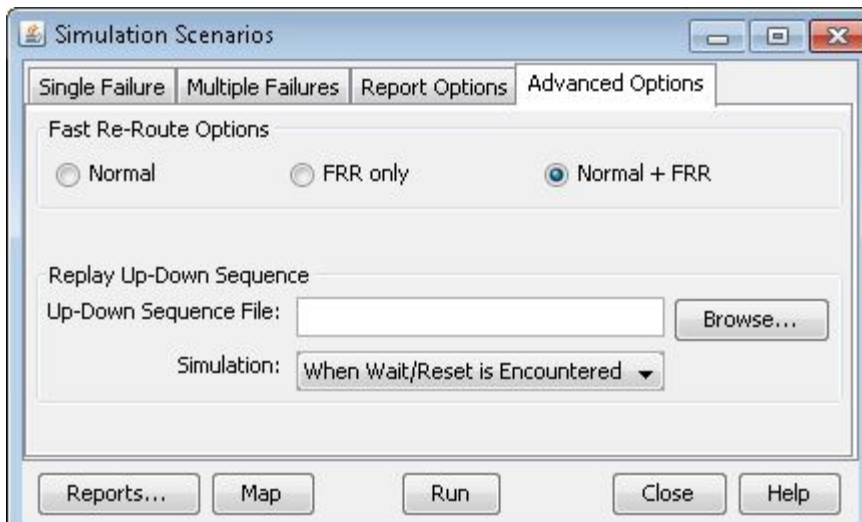 Simulation Scenarios
Single Failure Multiple Failures Report Options Advanced Options
Fast Re-Route Options
Normal FRR only Normal + FRR
Replay Up-Down Sequence
Up-Down Sequence File: Browse...
Simulation: When Wait/Reset is Encountered
Reports... Map Run Close Help